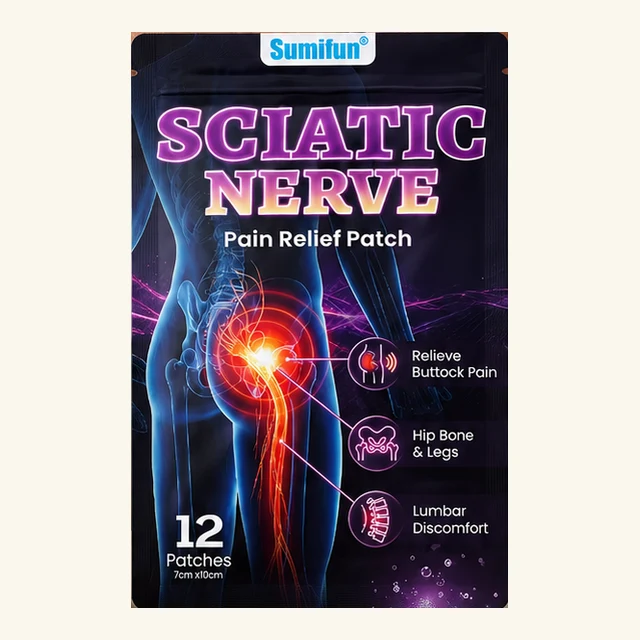 Sumifun®
SCIATIC
NERVE
Pain Relief Patch
Relieve
Buttock Pain
Hip Bone
& Legs
Lumbar
Discomfort
12
Patches
7cm x10cm